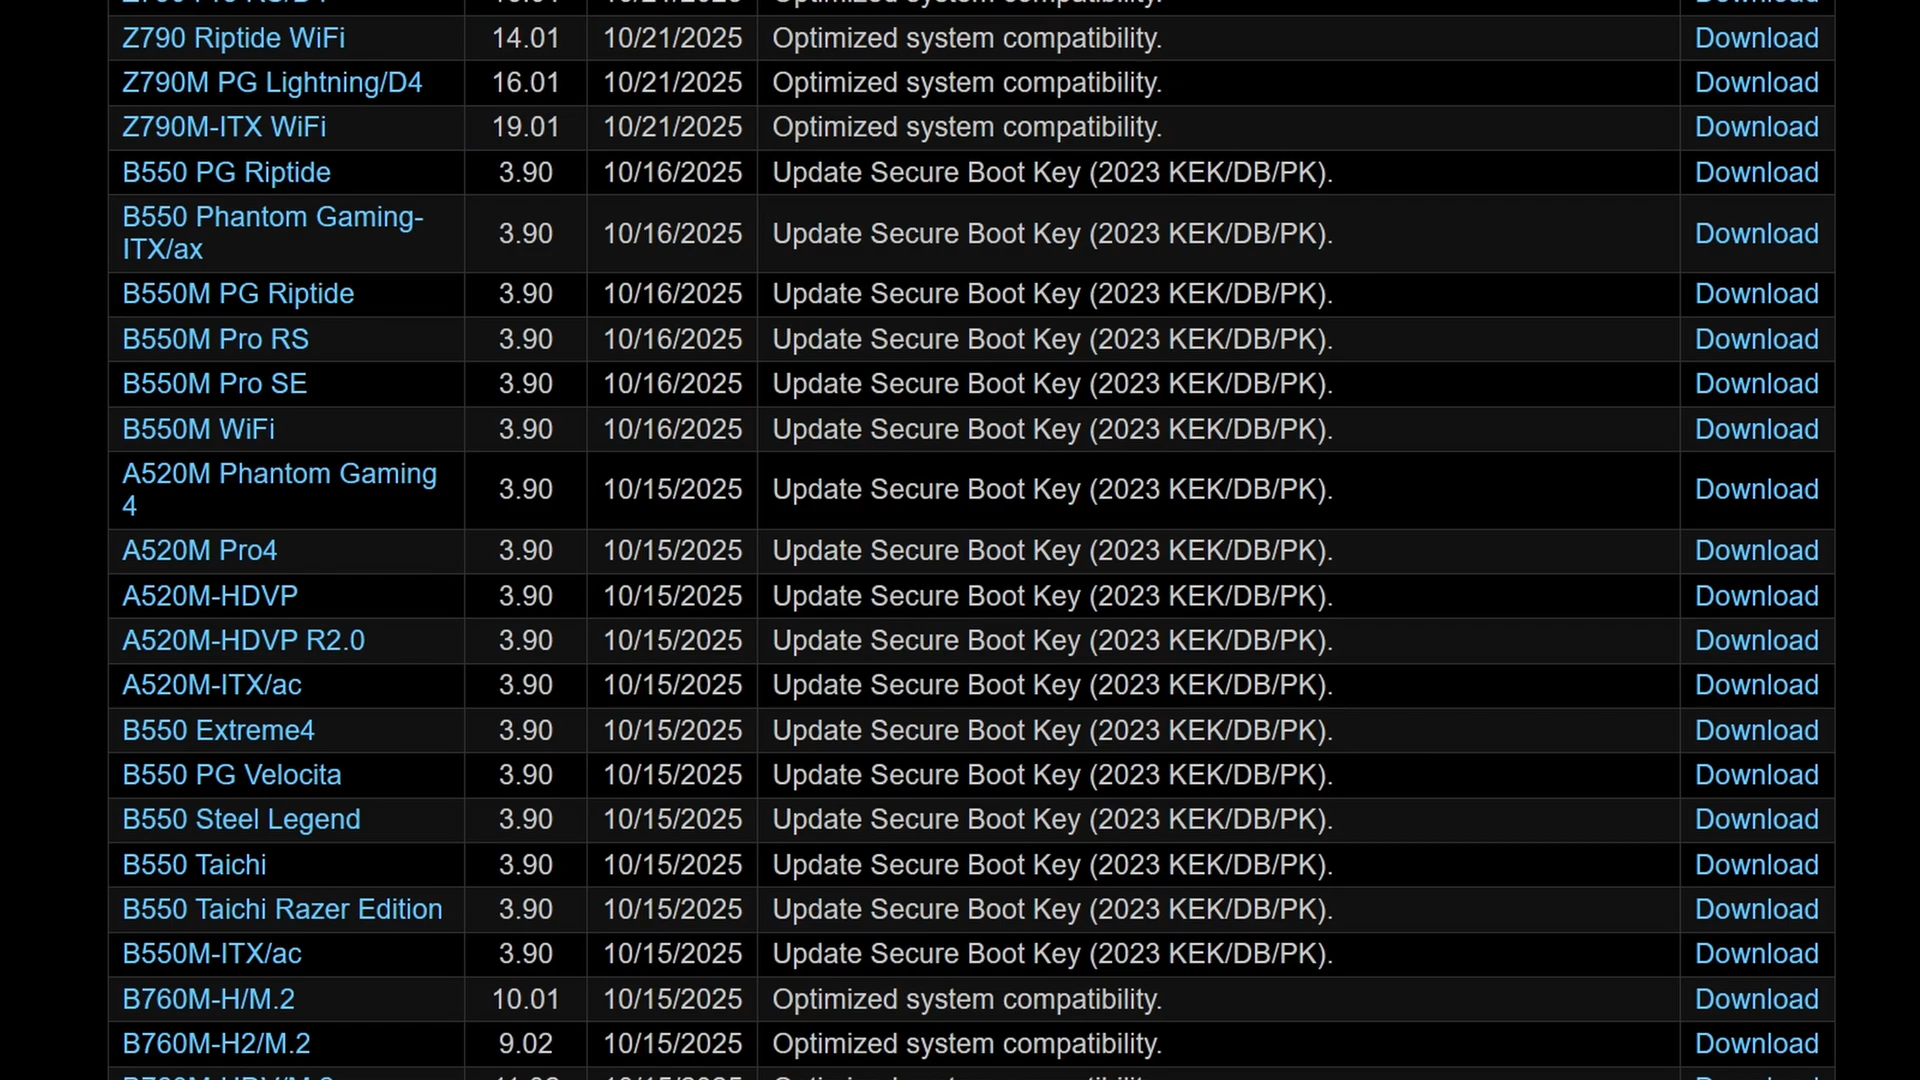 Z790 Riptide WiFi 14.01 10/21/2025 Optimized system compatibility. Download
Z790M PG Lightning/D4 16.01 10/21/2025 Optimized system compatibility. Download
Z790M-ITX WiFi 19.01 10/21/2025 Optimized system compatibility. Download
B550 PG Riptide 3.90 10/16/2025 Update Secure Boot Key (2023 KEK/DB/PK). Download
B550 Phantom Gaming-
ITX/ax 3.90 10/16/2025 Update Secure Boot Key (2023 KEK/DB/PK). Download
B550M PG Riptide 3.90 10/16/2025 Update Secure Boot Key (2023 KEK/DB/PK). Download
B550M Pro RS 3.90 10/16/2025 Update Secure Boot Key (2023 KEK/DB/PK). Download
B550M Pro SE 3.90 10/16/2025 Update Secure Boot Key (2023 KEK/DB/PK). Download
B550M WiFi 3.90 10/16/2025 Update Secure Boot Key (2023 KEK/DB/PK). Download
A520M Phantom Gaming
4 3.90 10/15/2025 Update Secure Boot Key (2023 KEK/DB/PK). Download
A520M Pro4 3.90 10/15/2025 Update Secure Boot Key (2023 KEK/DB/PK). Download
A520M-HDVP 3.90 10/15/2025 Update Secure Boot Key (2023 KEK/DB/PK). Download
A520M-HDVP R2.0 3.90 10/15/2025 Update Secure Boot Key (2023 KEK/DB/PK). Download
A520M-ITX/ac 3.90 10/15/2025 Update Secure Boot Key (2023 KEK/DB/PK). Download
B550 Extreme4 3.90 10/15/2025 Update Secure Boot Key (2023 KEK/DB/PK). Download
B550 PG Velocita 3.90 10/15/2025 Update Secure Boot Key (2023 KEK/DB/PK). Download
B550 Steel Legend 3.90 10/15/2025 Update Secure Boot Key (2023 KEK/DB/PK). Download
B550 Taichi 3.90 10/15/2025 Update Secure Boot Key (2023 KEK/DB/PK). Download
B550 Taichi Razer Edition 3.90 10/15/2025 Update Secure Boot Key (2023 KEK/DB/PK). Download
B550M-ITX/ac 3.90 10/15/2025 Update Secure Boot Key (2023 KEK/DB/PK). Download
B760M-H/M.2 10.01 10/15/2025 Optimized system compatibility. Download
B760M-H2/M.2 9.02 10/15/2025 Optimized system compatibility. Download